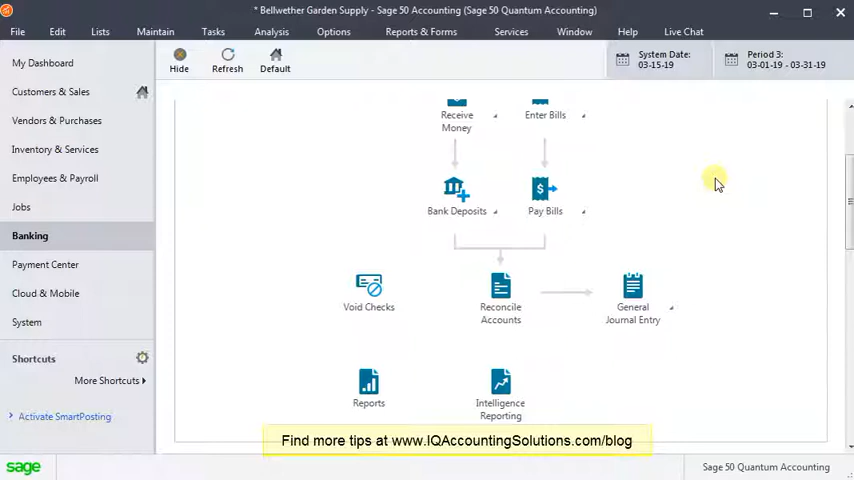 * Bellwether Garden Supply - Sage 50 Accounting (Sage 50 Quantum Accounting)
File Edit Lists Maintain Tasks Analysis Options Reports & Forms Services Window Help Live Chat
Hide Refresh Default
System Date:
03-15-19
Period 3:
03-01-19 - 03-31-19
My Dashboard
Customers & Sales
Vendors & Purchases
Inventory & Services
Employees & Payroll
Jobs
Banking
Payment Center
Cloud & Mobile
System
Shortcuts
More Shortcuts
Activate SmartPosting
Receive
Money
Enter Bills
Bank Deposits
Pay Bills
Void Checks
Reconcile
Accounts
General
Journal Entry
Reports
Intelligence
Reporting
Find more tips at www.IQAccountingSolutions.com/blog
sage
Sage 50 Quantum Accounting